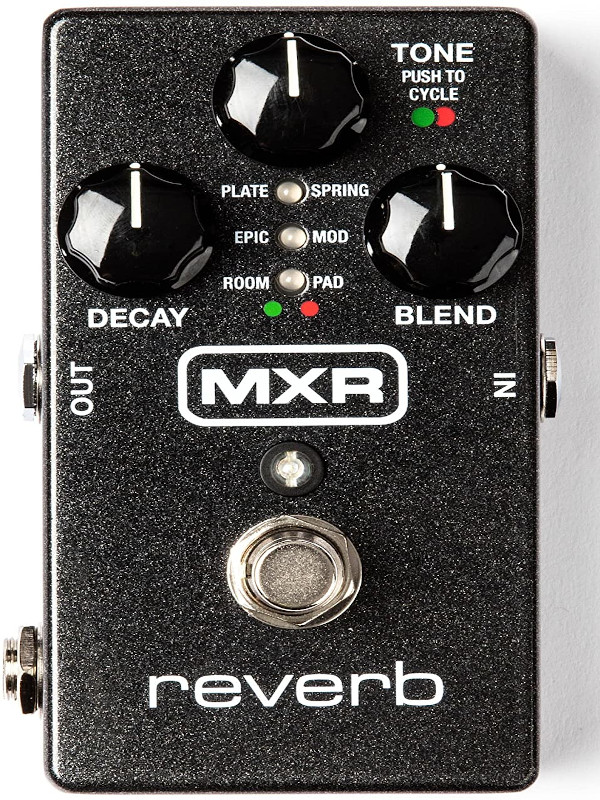 TONE
PUSH TO
CYCLE
PLATE SPRING
EPIC MOD
ROOM PAD
DECAY
BLEND
OUT
MXR
IN
reverb